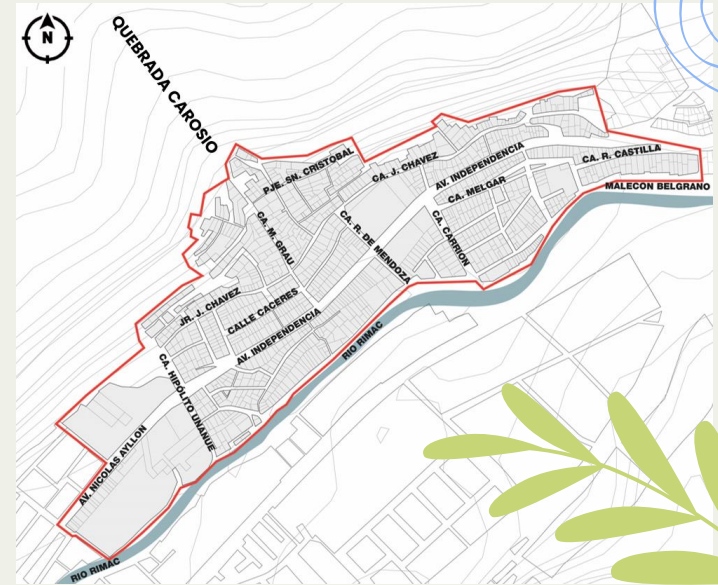 N
QUEBRADA CAROSIO
PJE. SN. CRISTOBAL
CA. J. CHAVEZ
AV. INDEPENDENCIA
CA. R. CASTILLA
CA. MELGAR
MALECON BELGRANO
CA. M. GRAU
CA. R. DE MENDOZA
CA. CARRION
JR. J. CHAVEZ
CALLE CACERES
AV. INDEPENDENCIA
RIO RIMAC
CA. HIPÓLITO UNANUE
AV. NICOLAS AYLLON
RIO RIMAC